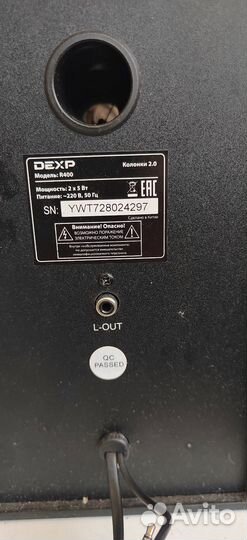 DEXP
Колонки 2.0
Модель: R400
Мощность: 2 x 5 Вт
Питание: ~220 В, 50 Гц
EAC
SN: YWT728024297
Сделано в Китае
Внимание! Опасно!
ВОЗМОЖНО ПОРАЖЕНИЕ
ЭЛЕКТРИЧЕСКИМ ТОКОМ
L-OUT
QC
PASSED
Avito